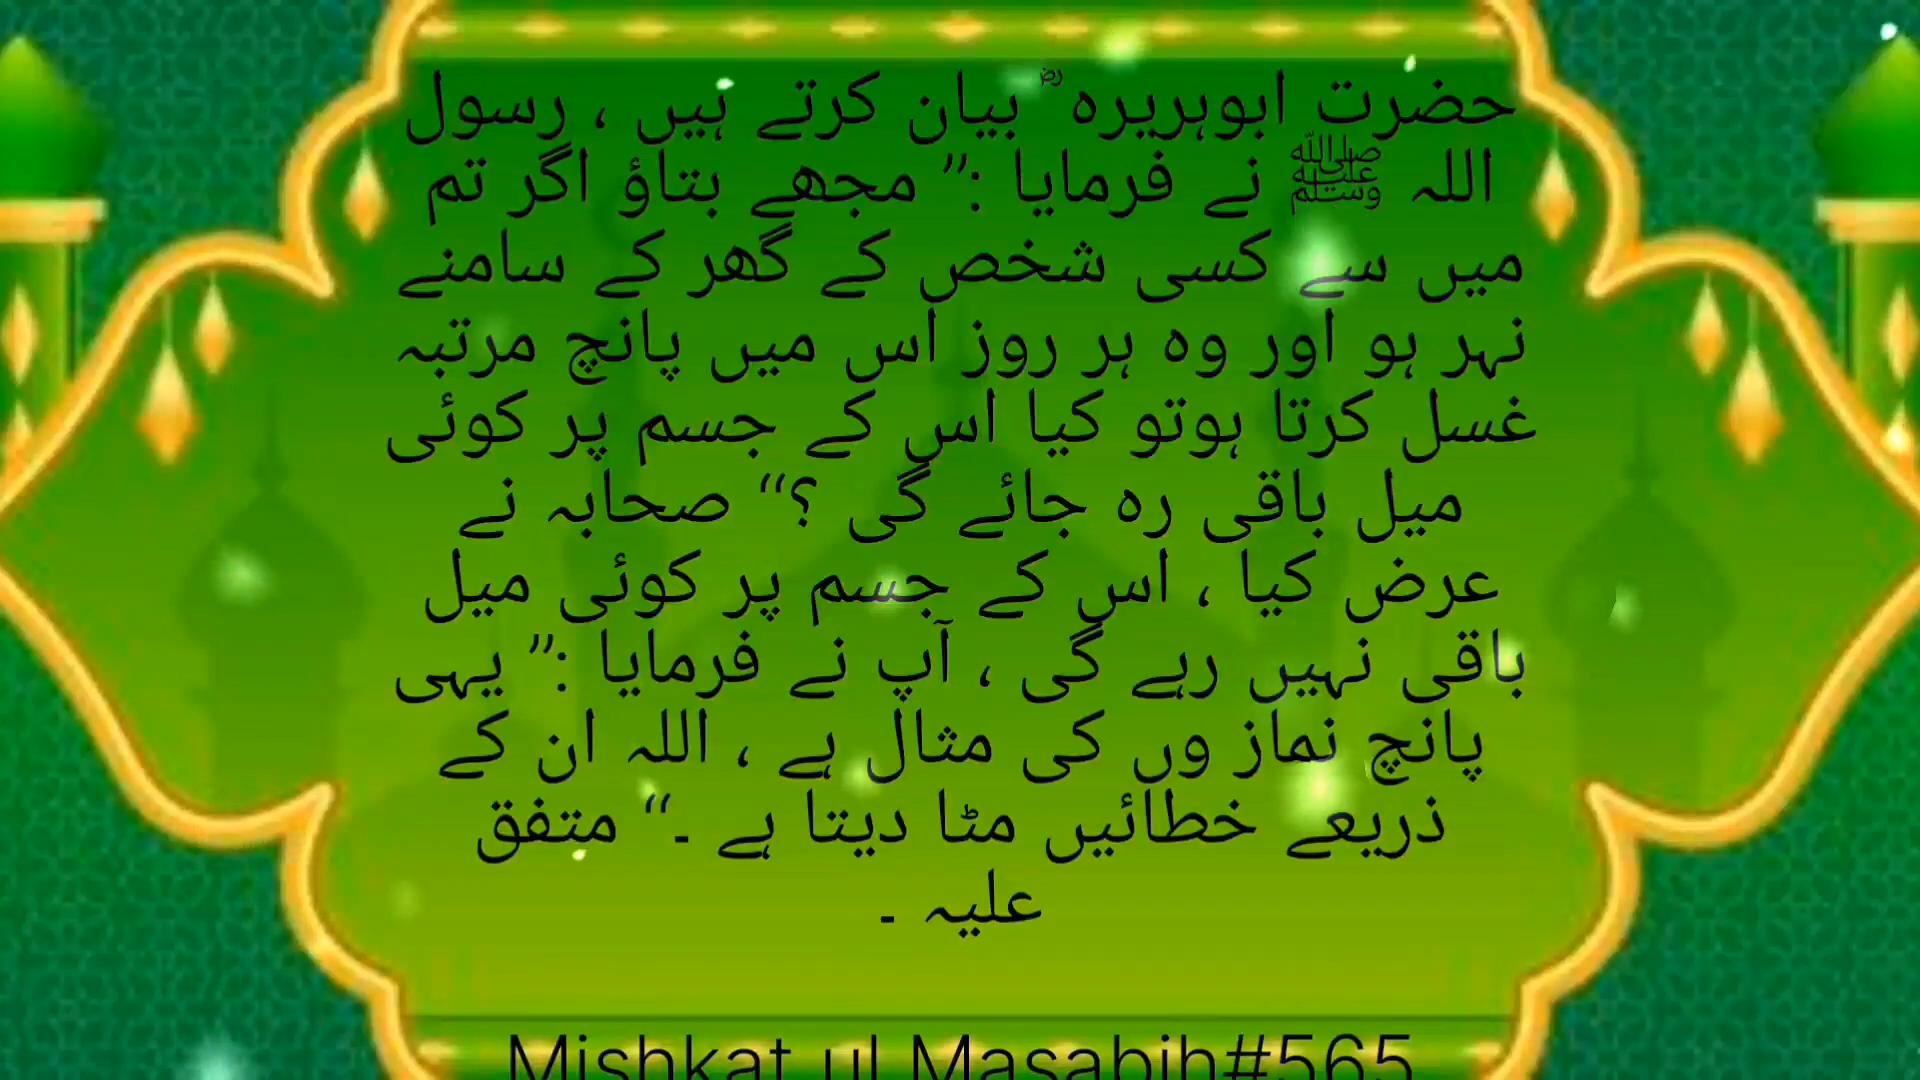 حضرت ابوہریرہ ؓ بیان کرتے ہیں ، رسول
اللہ ﷺ نے فرمایا :’’ مجھے بتاؤ اگر تم
میں سے کسی شخص کے گھر کے سامنے
نہر ہو اور وہ ہر روز اس میں پانچ مرتبہ
غسل کرتا ہوتو کیا اس کے جسم پر کوئی
میل باقی رہ جائے گی ؟‘‘ صحابہ نے
عرض کیا ، اس کے جسم پر کوئی میل
باقی نہیں رہے گی ، آپ نے فرمایا :’’ یہی
پانچ نماز وں کی مثال ہے ، اللہ ان کے
ذریعے خطائیں مٹا دیتا ہے ۔‘‘ متفق
علیہ ۔
Mishkat ul Masabih#565